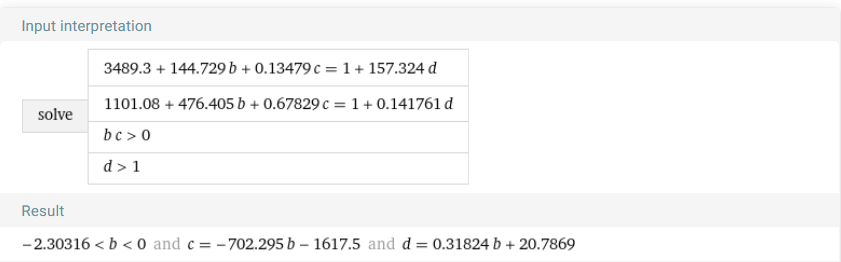 Input interpretation
3489.3 + 144.729 b + 0.13479 c = 1 + 157.324 d
1101.08 + 476.405 b + 0.67829 c = 1 + 0.141761 d
solve
b c > 0
d > 1
Result
−2.30316 < b < 0 and c = −702.295 b − 1617.5 and d = 0.31824 b + 20.7869